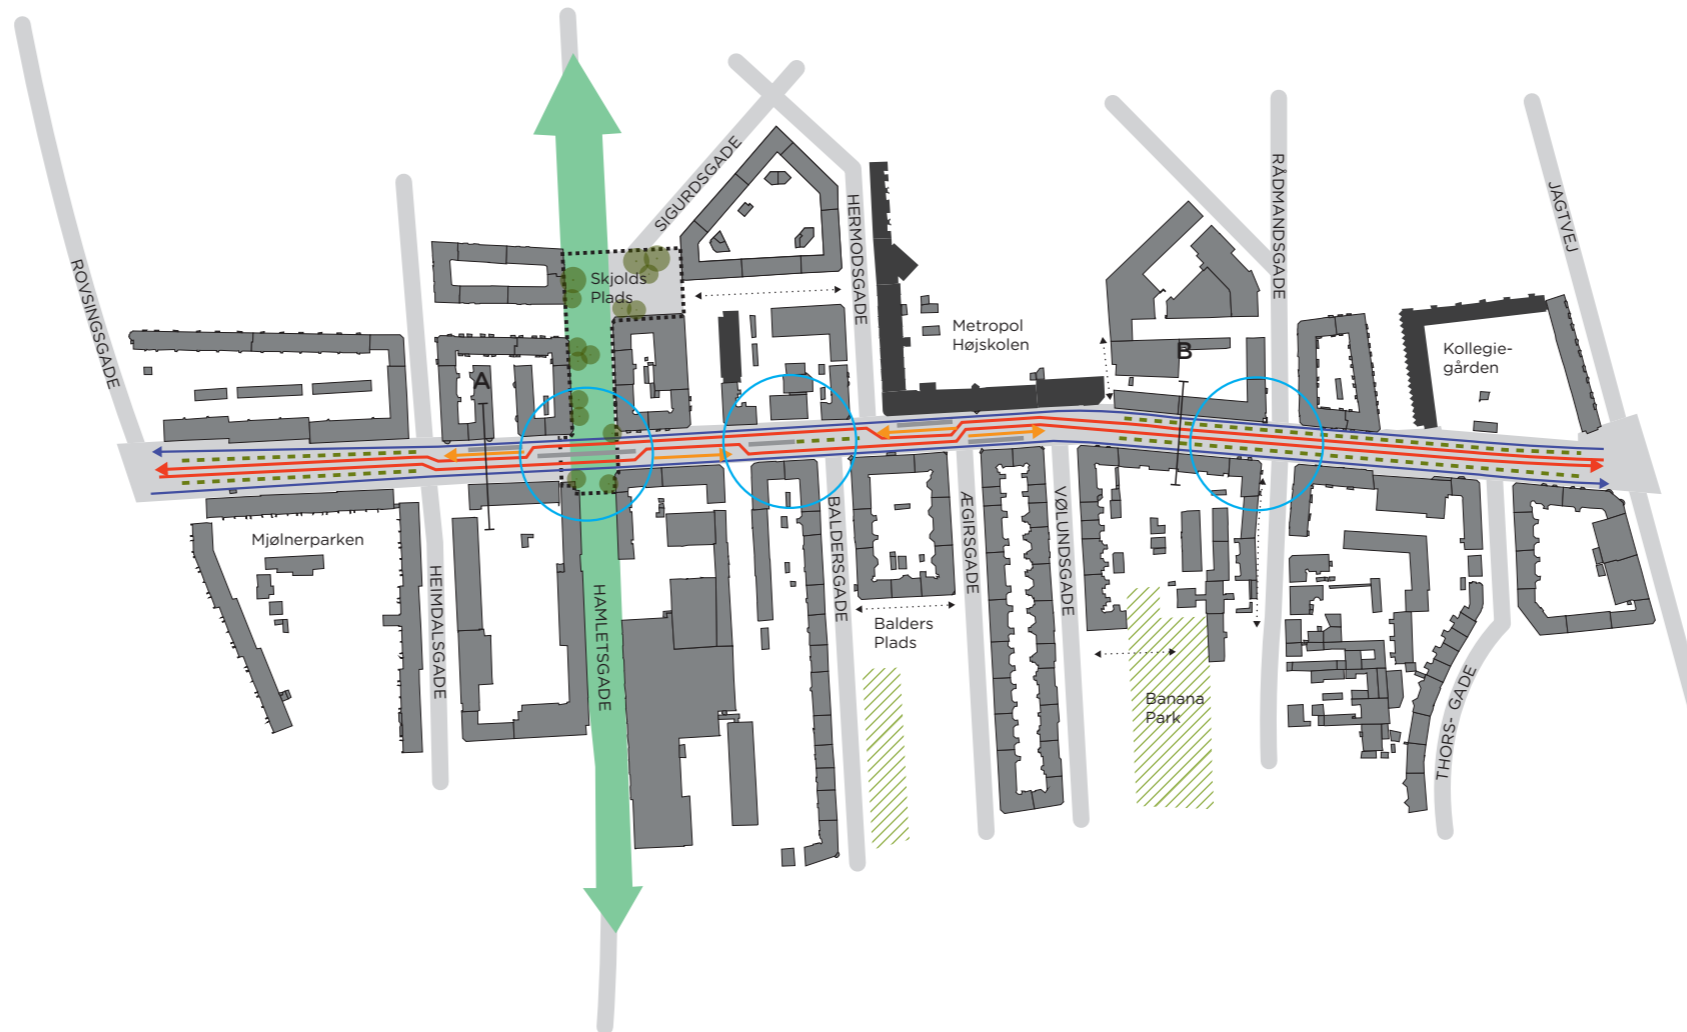 ROVSINGSGADE
SIGURDSGADE
HERMODSGADE
RÅDMANDSGADE
JAGTVEJ
Skjolds
Plads
Metropol
Højskolen
Kollegie-
gården
A
B
Mjølnerparken
HEIMDALSGADE
HAMLETSGADE
BALDERSGADE
ÆGIRSGADE
VØLUNDSGADE
Balders
Plads
Banana
Park
THORS- GADE